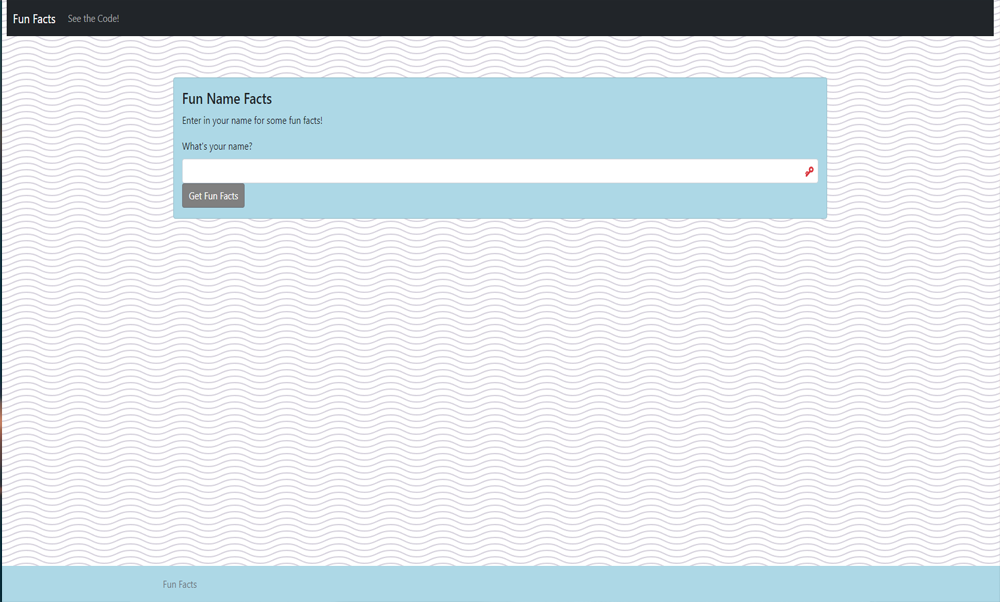 Fun Facts See the Code!
Fun Name Facts
Enter in your name for some fun facts!
What's your name?
Get Fun Facts
Fun Facts